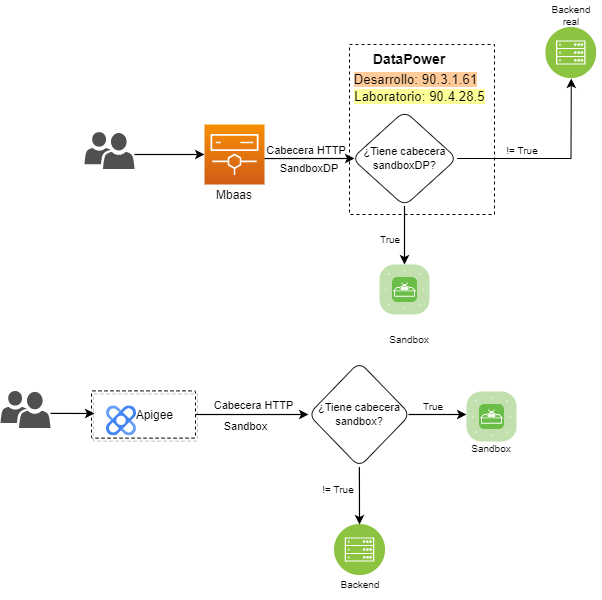 Backend
real
DataPower
Desarrollo: 90.3.1.61
Laboratorio: 90.4.28.5
Cabecera HTTP
SandboxDP
¿Tiene cabecera
sandboxDP?
!= True
Mbaas
True
Sandbox
Apigee
Cabecera HTTP
Sandbox
¿Tiene cabecera
sandbox?
True
Sandbox
!= True
Backend